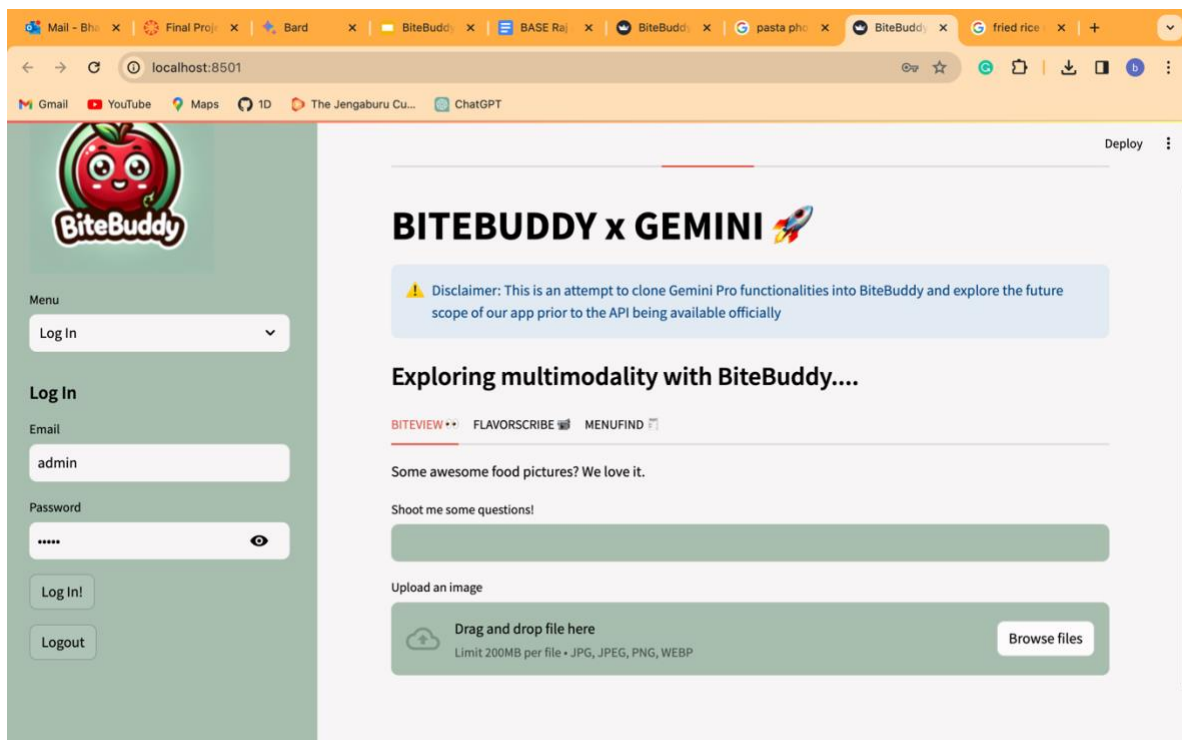 Mail - Bha
Final Proje
Bard
BiteBuddy
BASE Raj
BiteBuddy
pasta pho
BiteBuddy
fried rice
localhost:8501
b
Gmail
YouTube
Maps
1D
The Jengaburu Cu...
ChatGPT
Deploy
BiteBuddy
Menu
Log In
Log In
Email
admin
Password
•••••
Log In!
Logout
BITEBUDDY x GEMINI 🚀
⚠️ Disclaimer: This is an attempt to clone Gemini Pro functionalities into BiteBuddy and explore the future
scope of our app prior to the API being available officially
Exploring multimodality with BiteBuddy....
BITEVIEW👀 FLAVORSCRIBE📹 MENUFIND🧾
Some awesome food pictures? We love it.
Shoot me some questions!
Upload an image
Drag and drop file here
Limit 200MB per file • JPG, JPEG, PNG, WEBP
Browse files